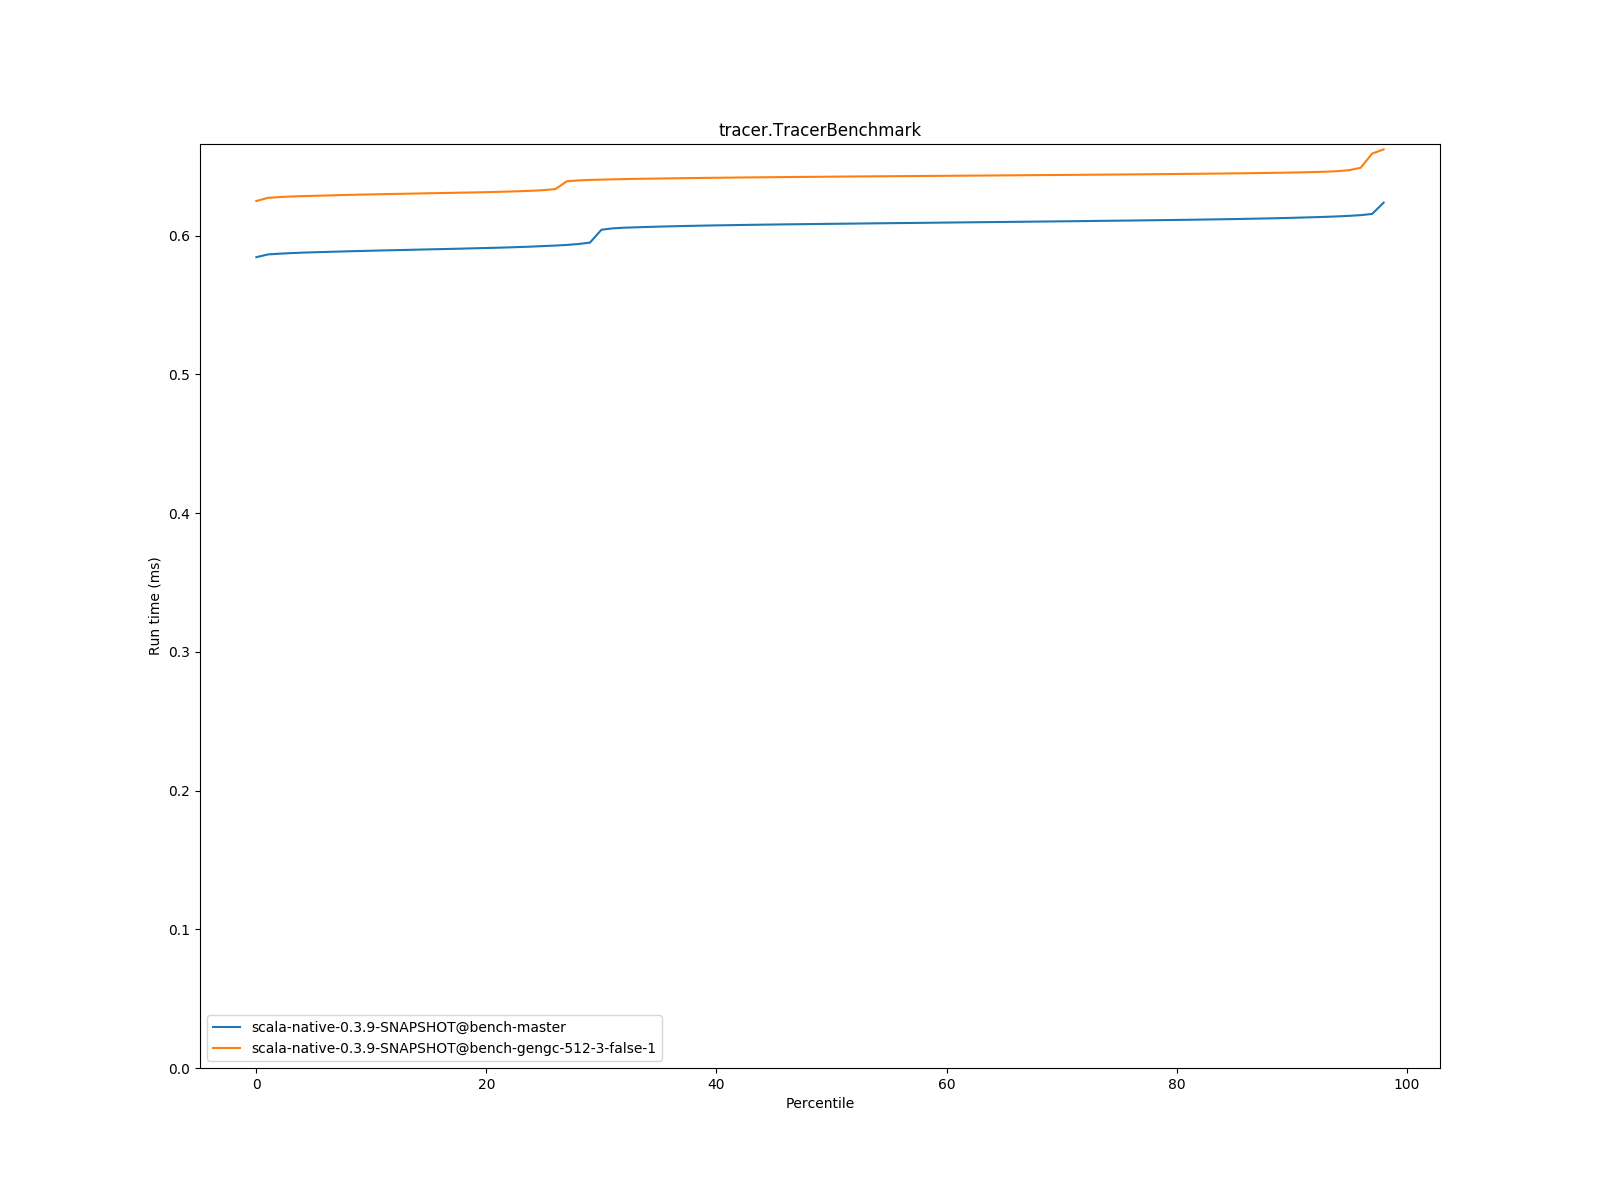 tracer.TracerBenchmark
0.6
0.5
0.4
0.3
0.2
0.1
0.0
Run time (ms)
scala-native-0.3.9-SNAPSHOT@bench-master
scala-native-0.3.9-SNAPSHOT@bench-gengc-512-3-false-1
0 20 40 60 80 100
Percentile